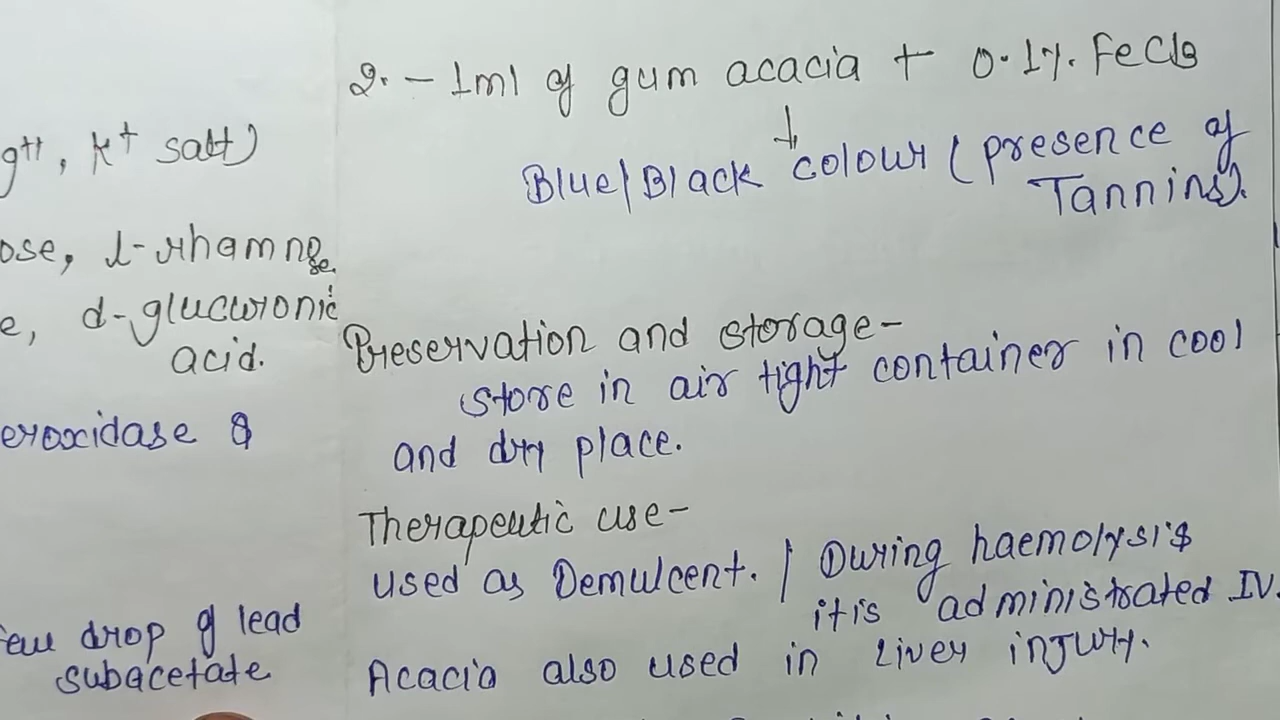 g++, K+ salt)
ose, l-rhamnose.
e, d-glucuronic
acid.
eroxidase &
few drop of lead
subacetate
2. - 1ml of gum acacia + 0.1%. FeCl3
↓
Blue/Black colour (presence of
Tannins).
Preservation and storage-
store in air tight container in cool
and dry place.
Therapeutic use-
used as Demulcent. | During haemolysis
it is administrated IV.
Acacia also used in Liver injury.